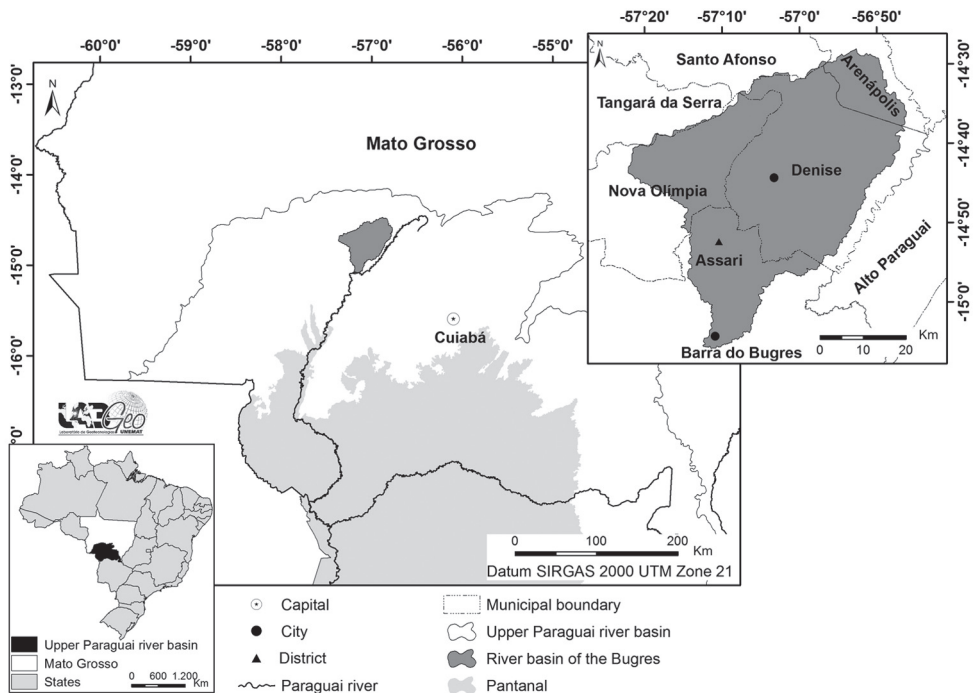 -60°0' -59°0' -58°0' -57°0' -56°0' -55°0'
-13°0'
-14°0'
-15°0'
-16°0'
N
Mato Grosso
Cuiabá
0 100 200
Km
Datum SIRGAS 2000 UTM Zone 21
-57°20' -57°10' -57°0' -56°50'
-14°30'
-14°40'
-14°50'
-15°0'
N
Santo Afonso
Arenápolis
Tangará da Serra
Denise
Nova Olímpia
Assari
Alto Paraguai
Barra do Bugres
0 10 20
Km
Geo
UNEMAT
Upper Paraguai river basin
Mato Grosso
States
0 600 1.200
Km
Capital
City
District
Paraguai river
Municipal boundary
Upper Paraguai river basin
River basin of the Bugres
Pantanal